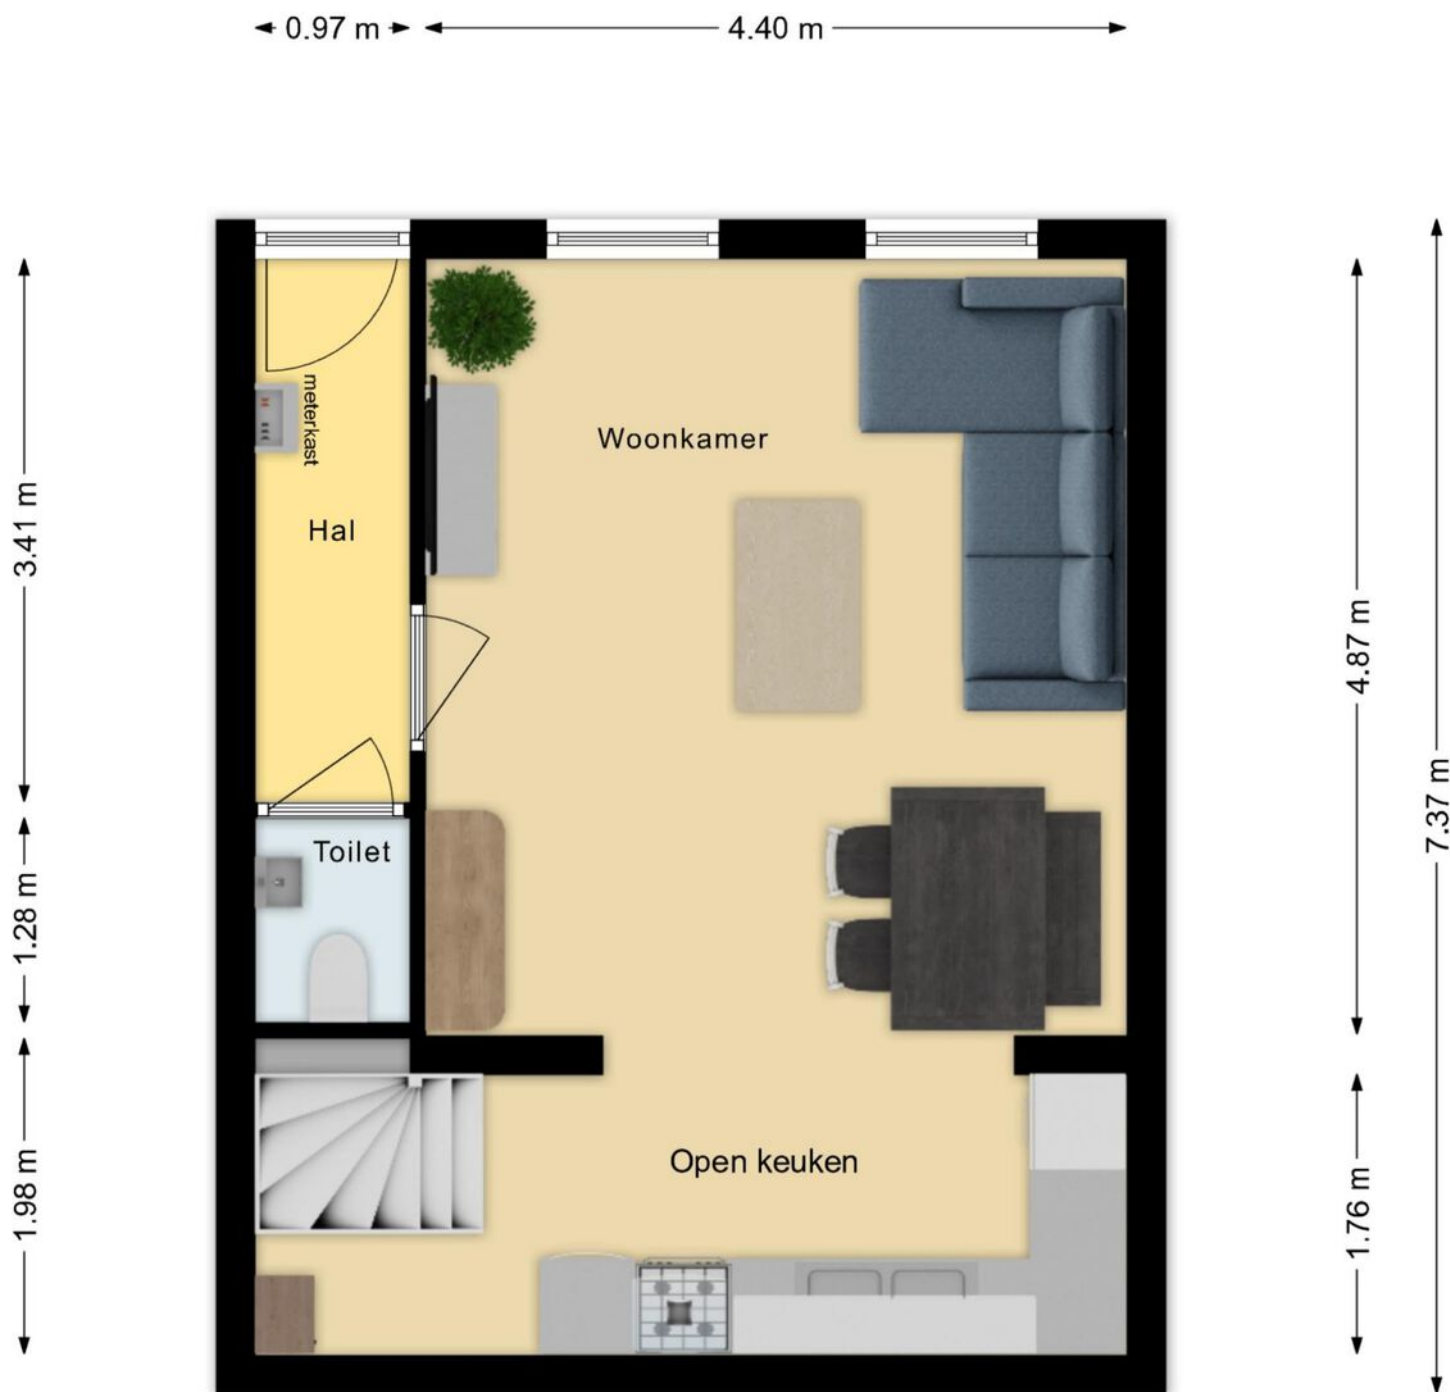 0.97 m
4.40 m
meterkast
Woonkamer
3.41 m
Hal
4.87 m
7.37 m
Toilet
1.28 m
Open keuken
1.98 m
1.76 m